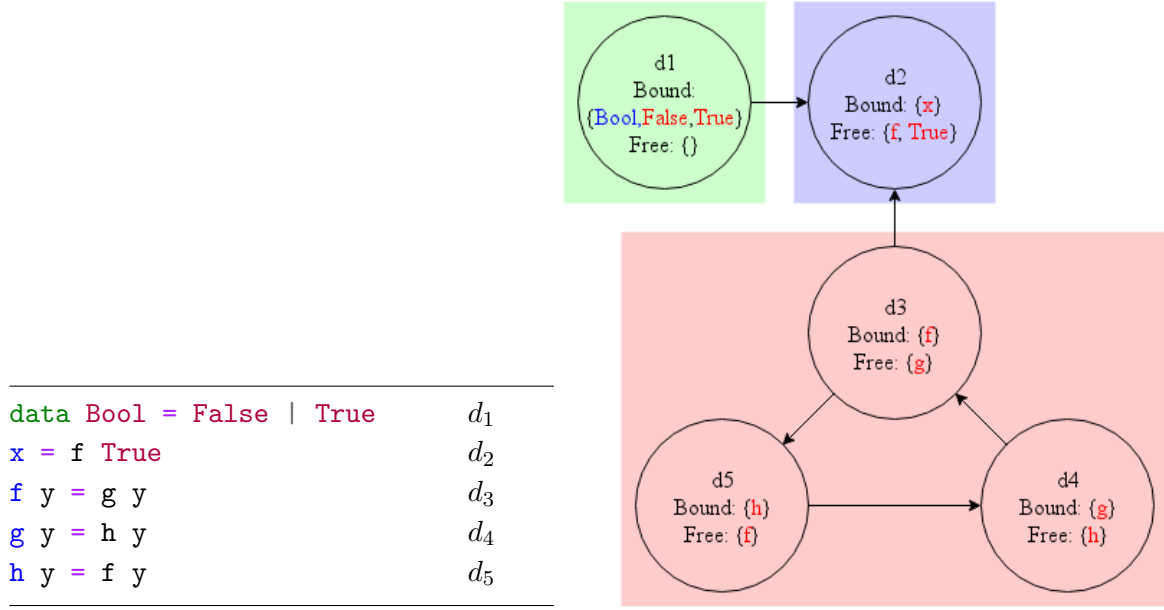 data Bool = False | True d1
x = f True d2
f y = g y d3
g y = h y d4
h y = f y d5
d1
Bound:
{Bool,False,True}
Free: {}
d2
Bound: {x}
Free: {f, True}
d3
Bound: {f}
Free: {g}
d5
Bound: {h}
Free: {f}
d4
Bound: {g}
Free: {h}